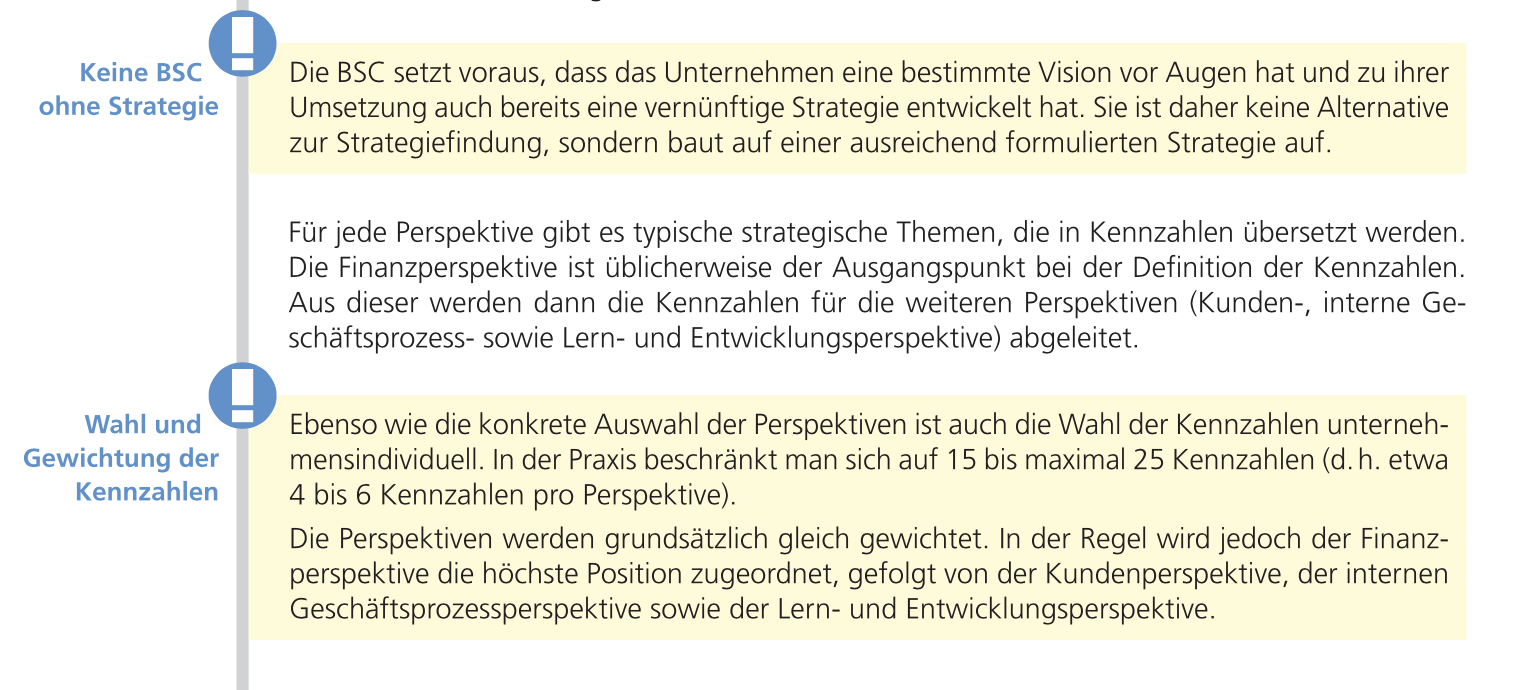 Keine BSC
ohne Strategie
Die BSC setzt voraus, dass das Unternehmen eine bestimmte Vision vor Augen hat und zu ihrer
Umsetzung auch bereits eine vernünftige Strategie entwickelt hat. Sie ist daher keine Alternative
zur Strategiefindung, sondern baut auf einer ausreichend formulierten Strategie auf.
Für jede Perspektive gibt es typische strategische Themen, die in Kennzahlen übersetzt werden.
Die Finanzperspektive ist üblicherweise der Ausgangspunkt bei der Definition der Kennzahlen.
Aus dieser werden dann die Kennzahlen für die weiteren Perspektiven (Kunden-, interne Ge-
schäftsprozess- sowie Lern- und Entwicklungsperspektive) abgeleitet.
Wahl und
Gewichtung der
Kennzahlen
Ebenso wie die konkrete Auswahl der Perspektiven ist auch die Wahl der Kennzahlen unterneh-
mensindividuell. In der Praxis beschränkt man sich auf 15 bis maximal 25 Kennzahlen (d. h. etwa
4 bis 6 Kennzahlen pro Perspektive).
Die Perspektiven werden grundsätzlich gleich gewichtet. In der Regel wird jedoch der Finanz-
perspektive die höchste Position zugeordnet, gefolgt von der Kundenperspektive, der internen
Geschäftsprozessperspektive sowie der Lern- und Entwicklungsperspektive.